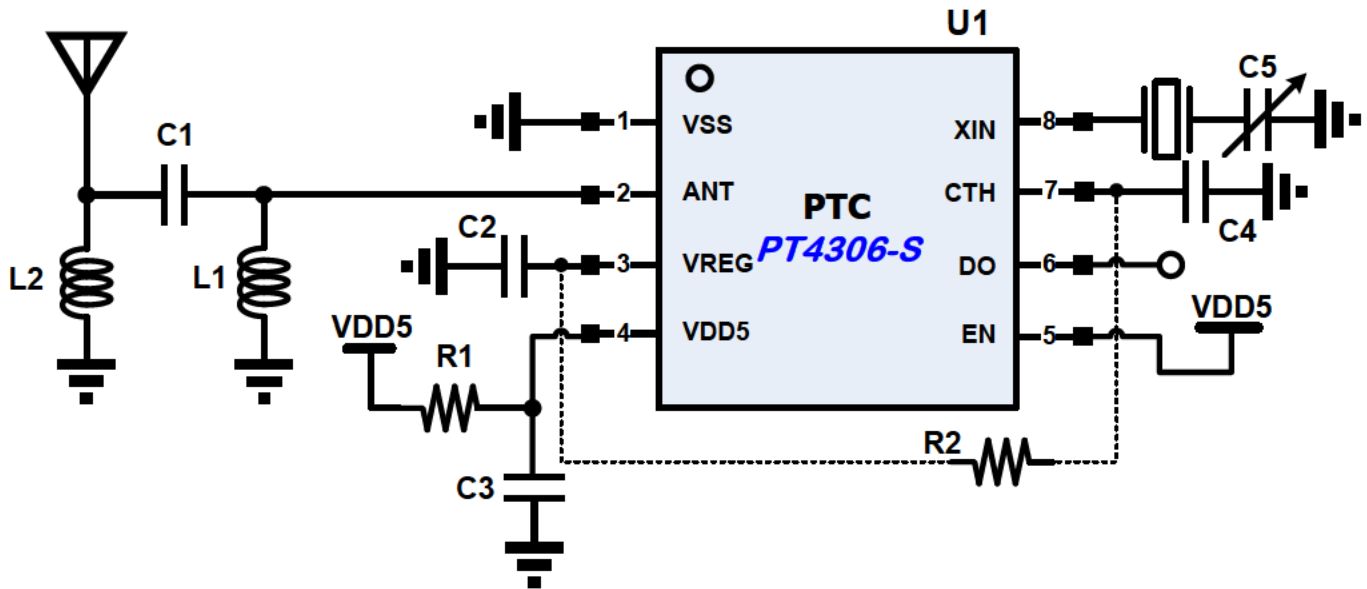 U1
C5
C1
1
VSS
XIN
8
2
ANT
CTH
7
PTC
PT4306-S
C2
C4
L2
L1
3
VREG
DO
6
VDD5
VDD5
4
VDD5
EN
5
R1
R2
C3